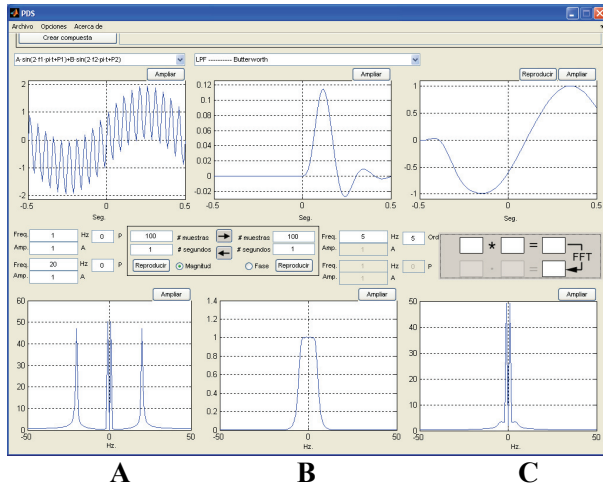 PDS
Archivo Opciones Acerca de
Crear compuesta
A·sin(2·f1·pi·t+P1)+B·sin(2·f2·pi·t+P2)
LPF ---------- Butterworth
Ampliar
Ampliar
Reproducir Ampliar
2
1
0
-1
-2
-0.5 0 0.5
Seg.
0.12
0.1
0.08
0.06
0.04
0.02
0
-0.02
-0.5 0 0.5
Seg.
1
0.5
0
-0.5
-1
-0.5 0 0.5
Seg.
Freq. 1 Hz 0 P
Amp. 1 A
Freq. 20 Hz 0 P
Amp. 1 A
100 # muestras # muestras 100
1 # segundos # segundos 1
Reproducir Magnitud Fase Reproducir
Freq. 5 Hz 5 Ord
Amp. 1 A
Freq. 1 Hz 0 P
Amp. 1 A
* =
· =
FFT
Ampliar
Ampliar
Ampliar
60
50
40
30
20
10
0
-50 0 50
Hz.
1.4
1.2
1
0.8
0.6
0.4
0.2
0
-50 0 50
Hz.
50
40
30
20
10
0
-50 0 50
Hz.
A B C